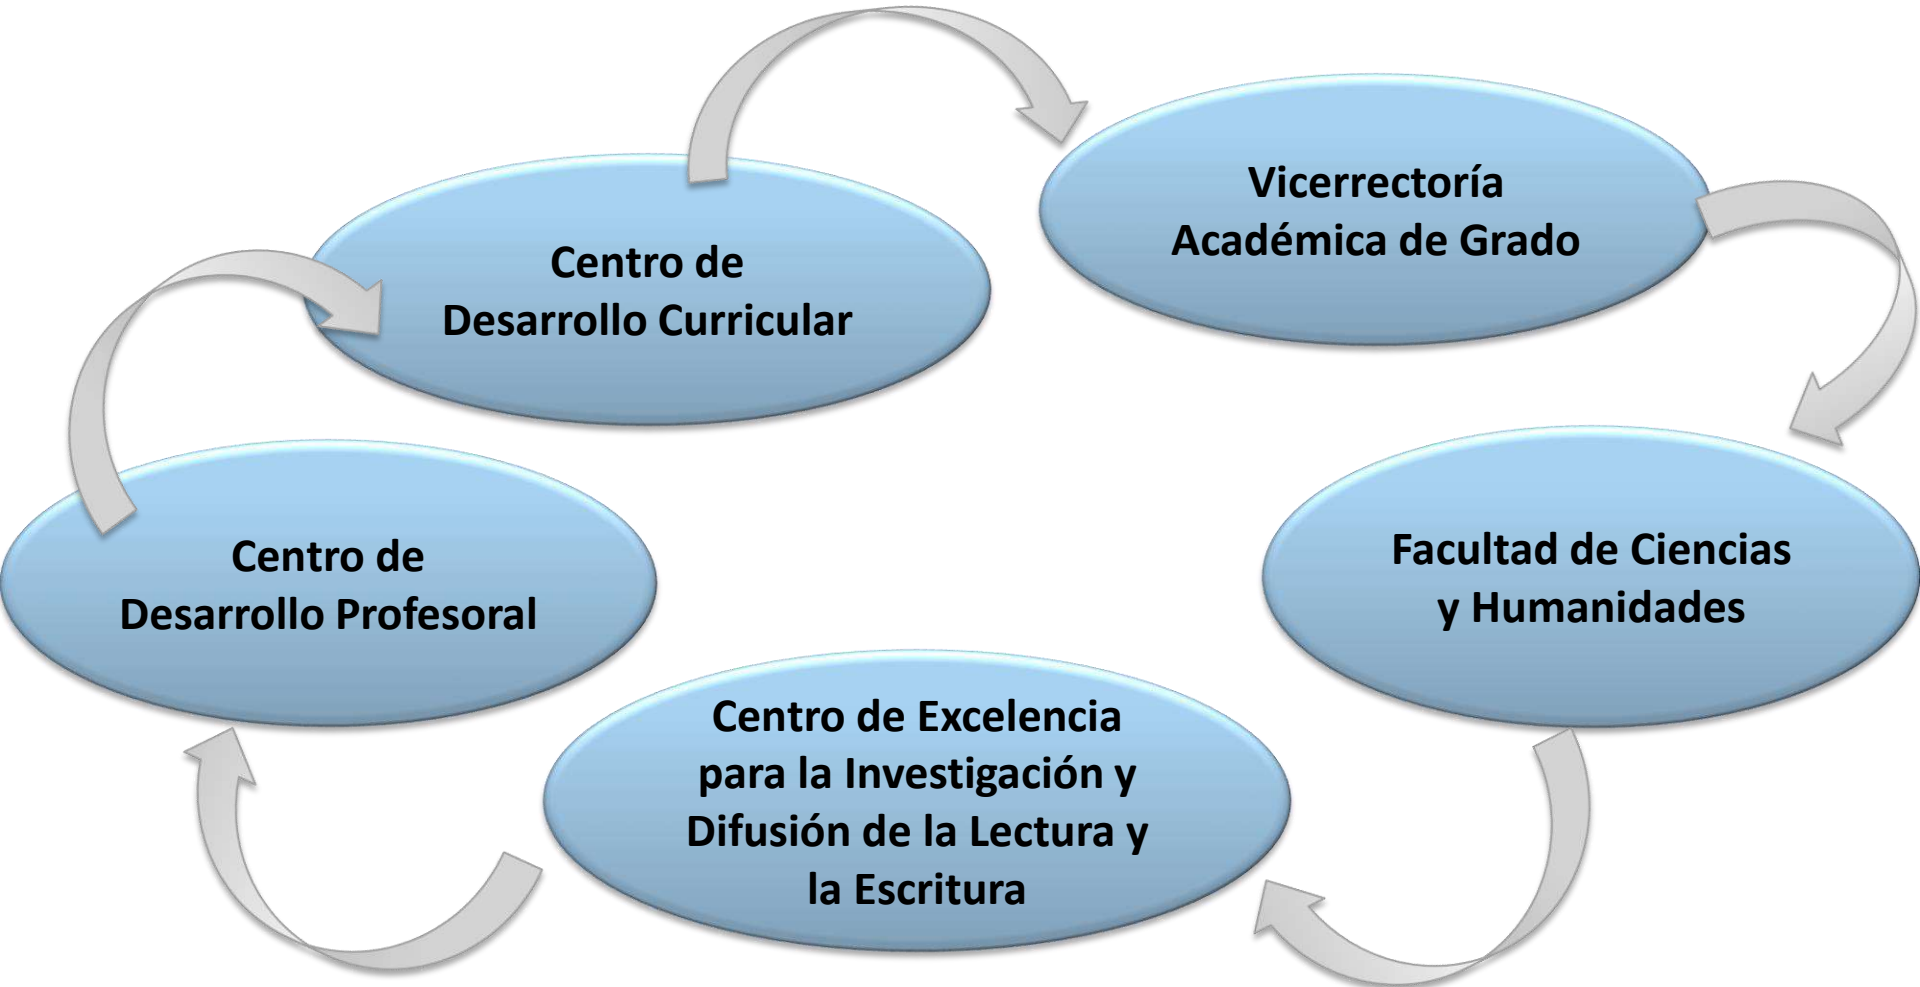 Vicerrectoría
Académica de Grado
Centro de
Desarrollo Curricular
Facultad de Ciencias
y Humanidades
Centro de
Desarrollo Profesoral
Centro de Excelencia
para la Investigación y
Difusión de la Lectura y
la Escritura